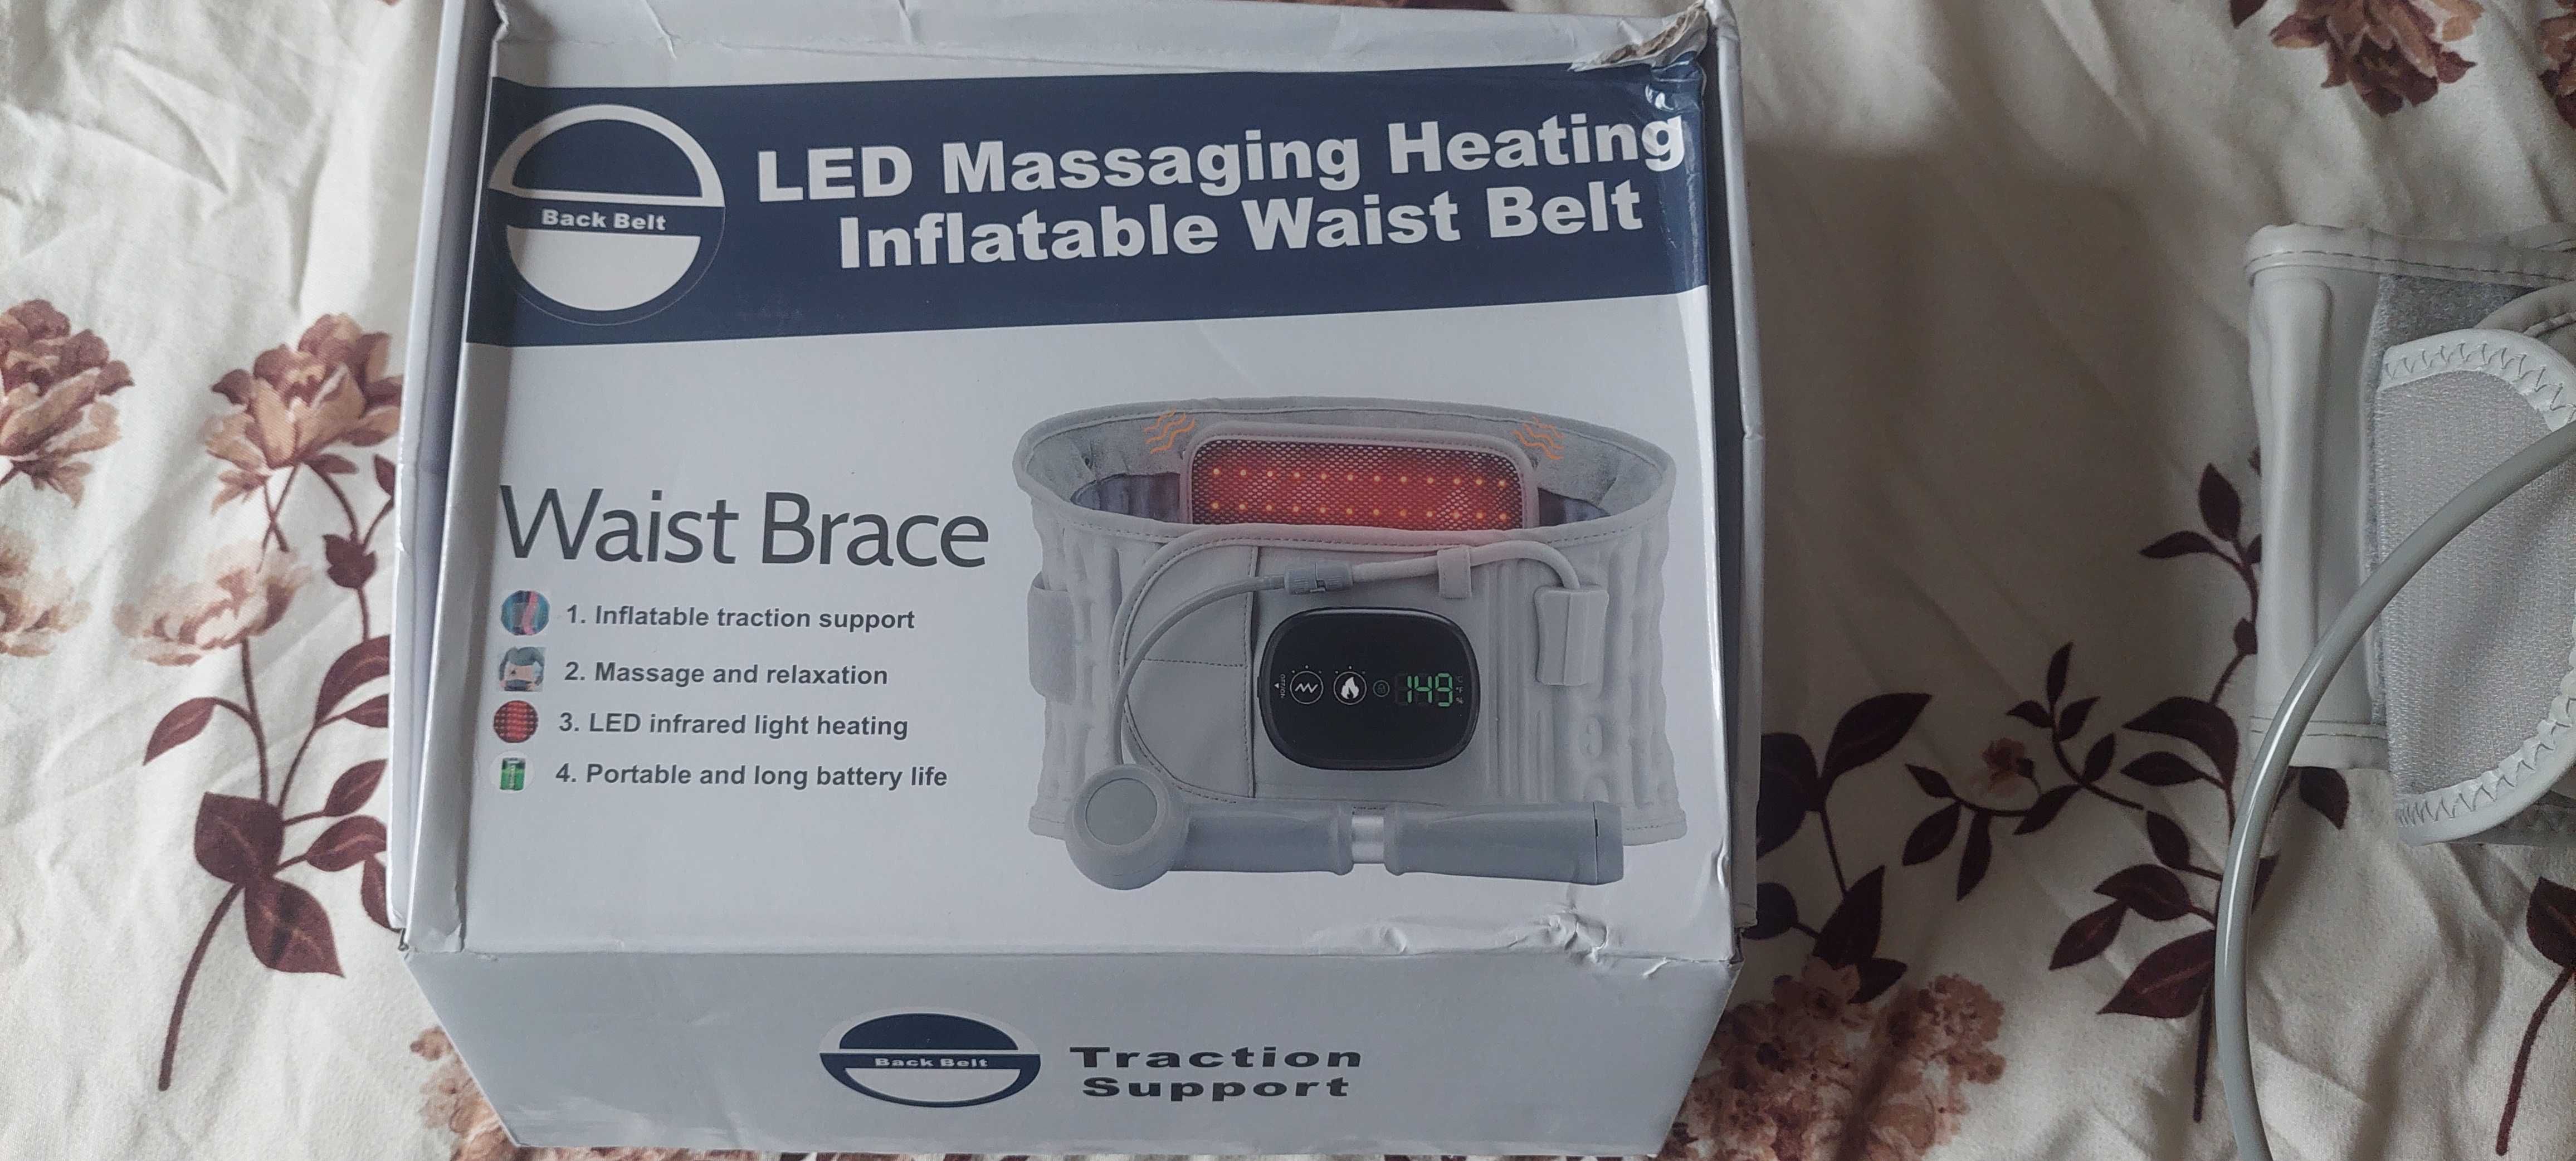 LED Massaging Heating
Inflatable Waist Belt
Back Belt
Waist Brace
1. Inflatable traction support
2. Massage and relaxation
3. LED infrared light heating
4. Portable and long battery life
149
Back Belt
Traction
Support